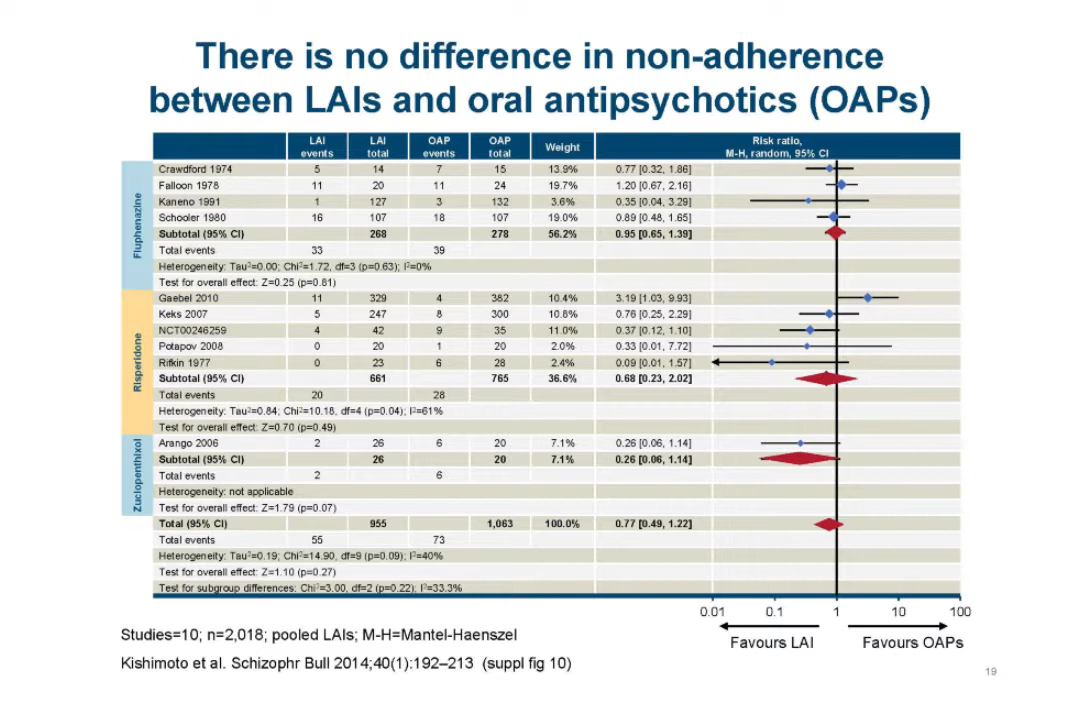 There is no difference in non-adherence
between LAIs and oral antipsychotics (OAPs)
LAI events LAI total OAP events OAP total Weight Risk ratio, M-H, random, 95% CI
Fluphenazine
Crawdford 1974 5 14 7 15 13.9% 0.77 [0.32, 1.86]
Falloon 1978 11 20 11 24 19.7% 1.20 [0.67, 2.16]
Kaneno 1991 1 127 3 132 3.6% 0.35 [0.04, 3.29]
Schooler 1980 16 107 18 107 19.0% 0.89 [0.48, 1.65]
Subtotal (95% CI) 268 278 56.2% 0.95 [0.65, 1.39]
Total events 33 39
Heterogeneity: Tau²=0.00; Chi²=1.72, df=3 (p=0.63); I²=0%
Test for overall effect: Z=0.25 (p=0.81)
Risperidone
Gaebel 2010 11 329 4 382 10.4% 3.19 [1.03, 9.93]
Keks 2007 5 247 8 300 10.8% 0.76 [0.25, 2.29]
NCT00246259 4 42 9 35 11.0% 0.37 [0.12, 1.10]
Potapov 2008 0 20 1 20 2.0% 0.33 [0.01, 7.72]
Rifkin 1977 0 23 6 28 2.4% 0.09 [0.01, 1.57]
Subtotal (95% CI) 661 765 36.6% 0.68 [0.23, 2.02]
Total events 20 28
Heterogeneity: Tau²=0.84; Chi²=10.18, df=4 (p=0.04); I²=61%
Test for overall effect: Z=0.70 (p=0.49)
Zuclopenthixol
Arango 2006 2 26 6 20 7.1% 0.26 [0.06, 1.14]
Subtotal (95% CI) 26 20 7.1% 0.26 [0.06, 1.14]
Total events 2 6
Heterogeneity: not applicable
Test for overall effect: Z=1.79 (p=0.07)
Total (95% CI) 955 1,063 100.0% 0.77 [0.49, 1.22]
Total events 55 73
Heterogeneity: Tau²=0.19; Chi²=14.90, df=9 (p=0.09); I²=40%
Test for overall effect: Z=1.10 (p=0.27)
Test for subgroup differences: Chi²=3.00, df=2 (p=0.22); I²=33.3%
0.01 0.1 1 10 100
Favours LAI Favours OAPs
Studies=10; n=2,018; pooled LAIs; M-H=Mantel-Haenszel
Kishimoto et al. Schizophr Bull 2014;40(1):192–213 (suppl fig 10)
19